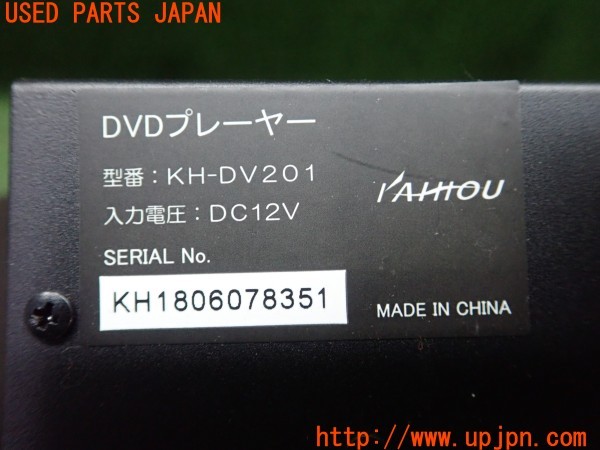 USED PARTS JAPAN
DVDプレーヤー
型番：KH-DV201
入力電圧：DC12V
KAIHOU
SERIAL No.
KH1806078351
MADE IN CHINA
http://www.upjpn.com/